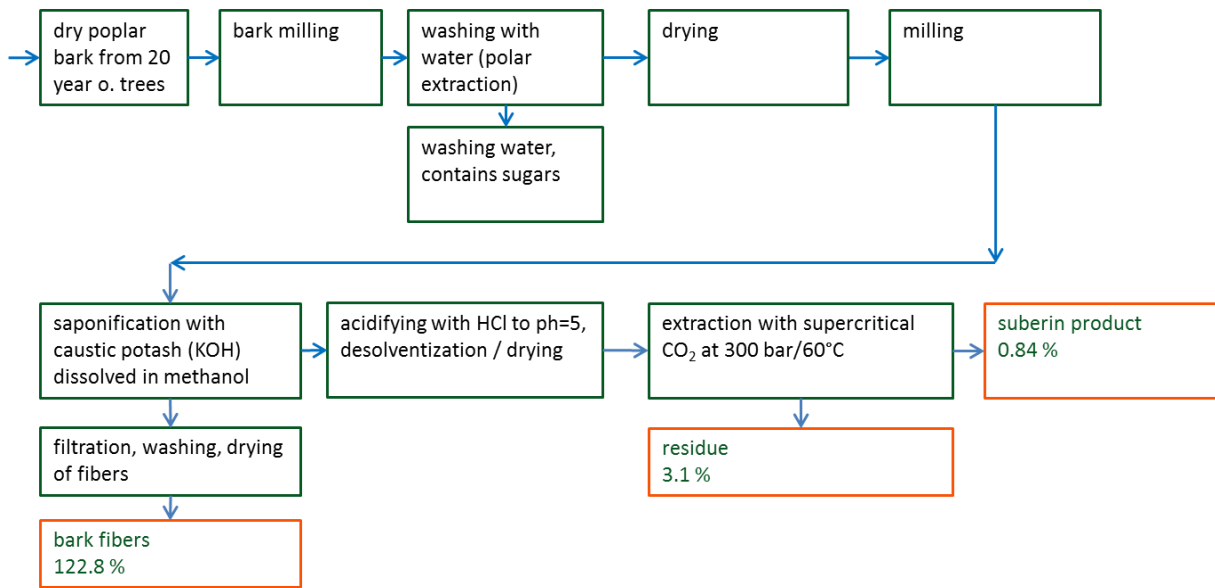 dry poplar
bark from 20
year o. trees
bark milling
washing with
water (polar
extraction)
drying
milling
washing water,
contains sugars
saponification with
caustic potash (KOH)
dissolved in methanol
acidifying with HCl to ph=5,
desolventization / drying
extraction with supercritical
CO₂ at 300 bar/60°C
suberin product
0.84 %
filtration, washing, drying
of fibers
residue
3.1 %
bark fibers
122.8 %